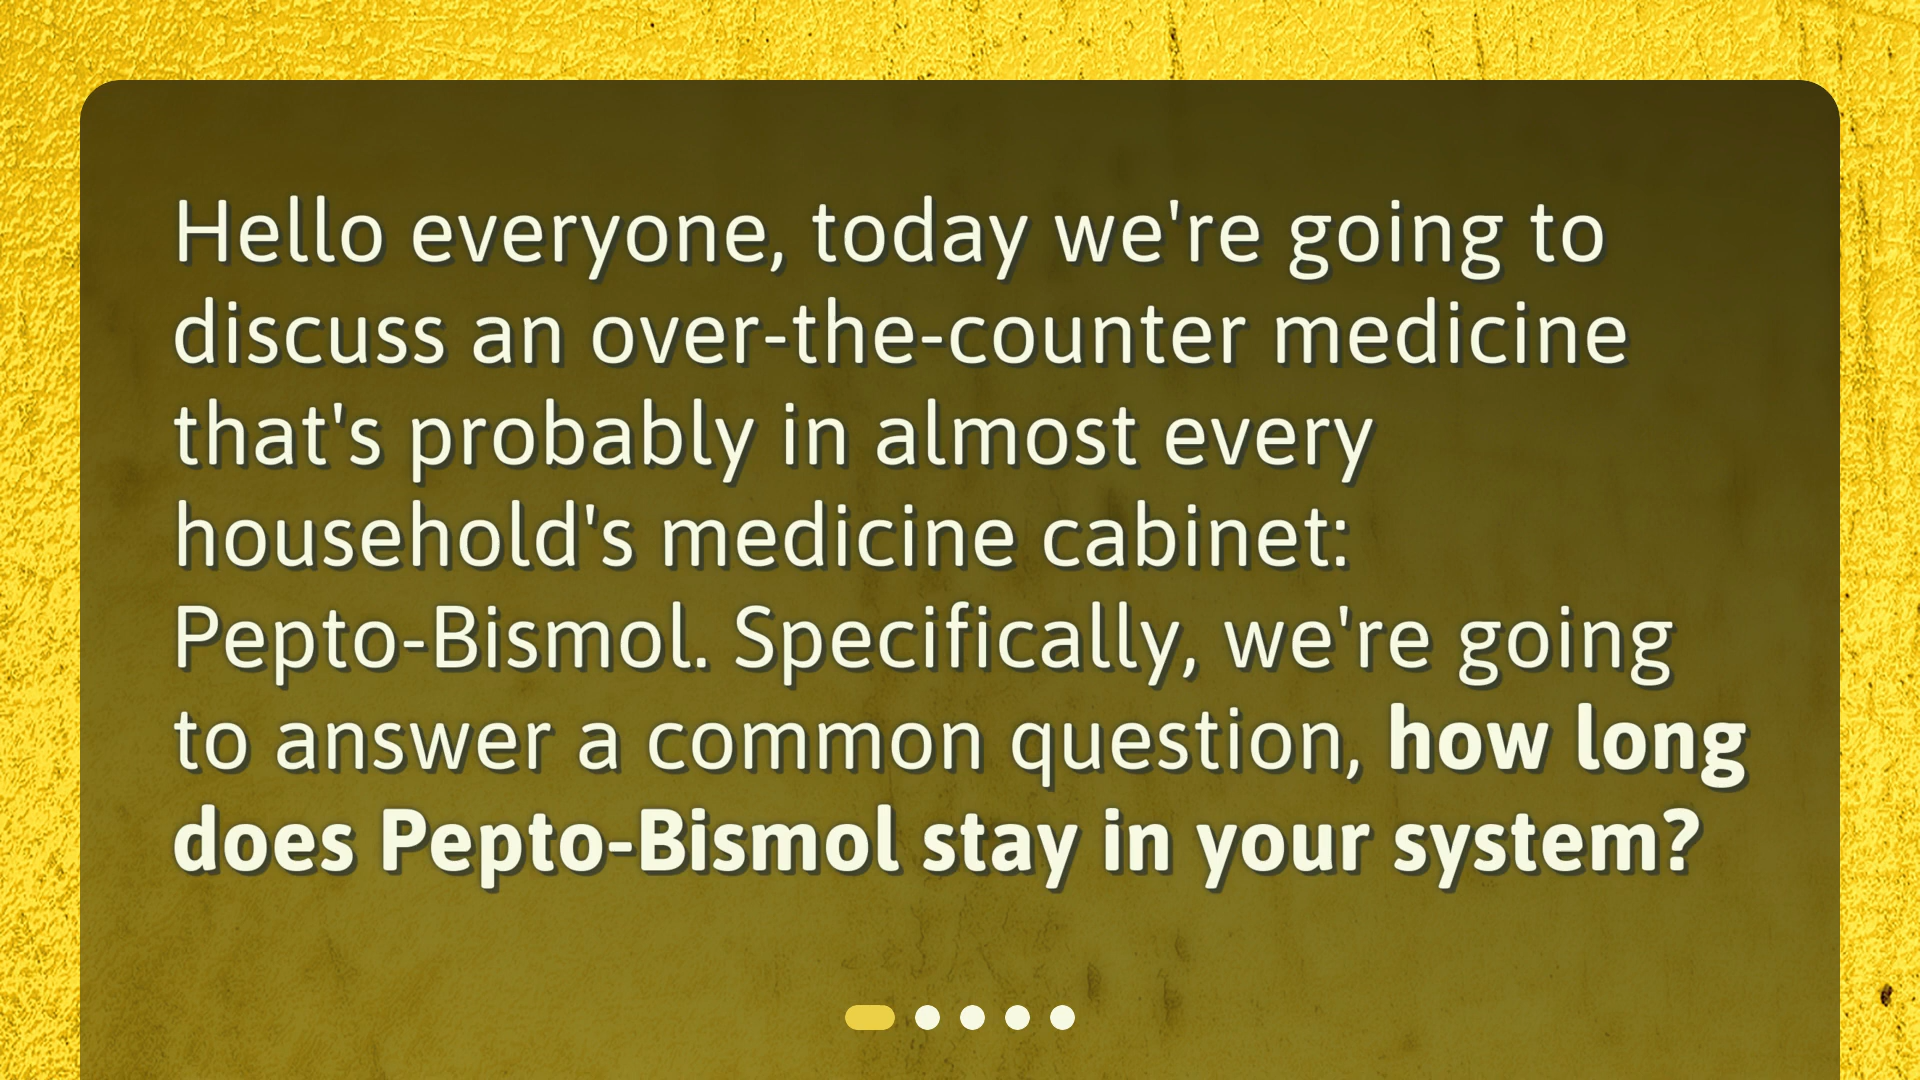 Hello everyone, today we're going to
discuss an over-the-counter medicine
that's probably in almost every
household's medicine cabinet:
Pepto-Bismol. Specifically, we're going
to answer a common question, how long
does Pepto-Bismol stay in your system?